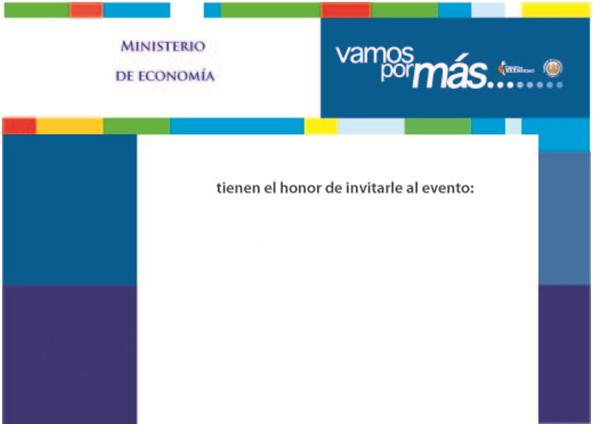 MINISTERIO
DE ECONOMÍA
vamos
por más...
tienen el honor de invitarle al evento: